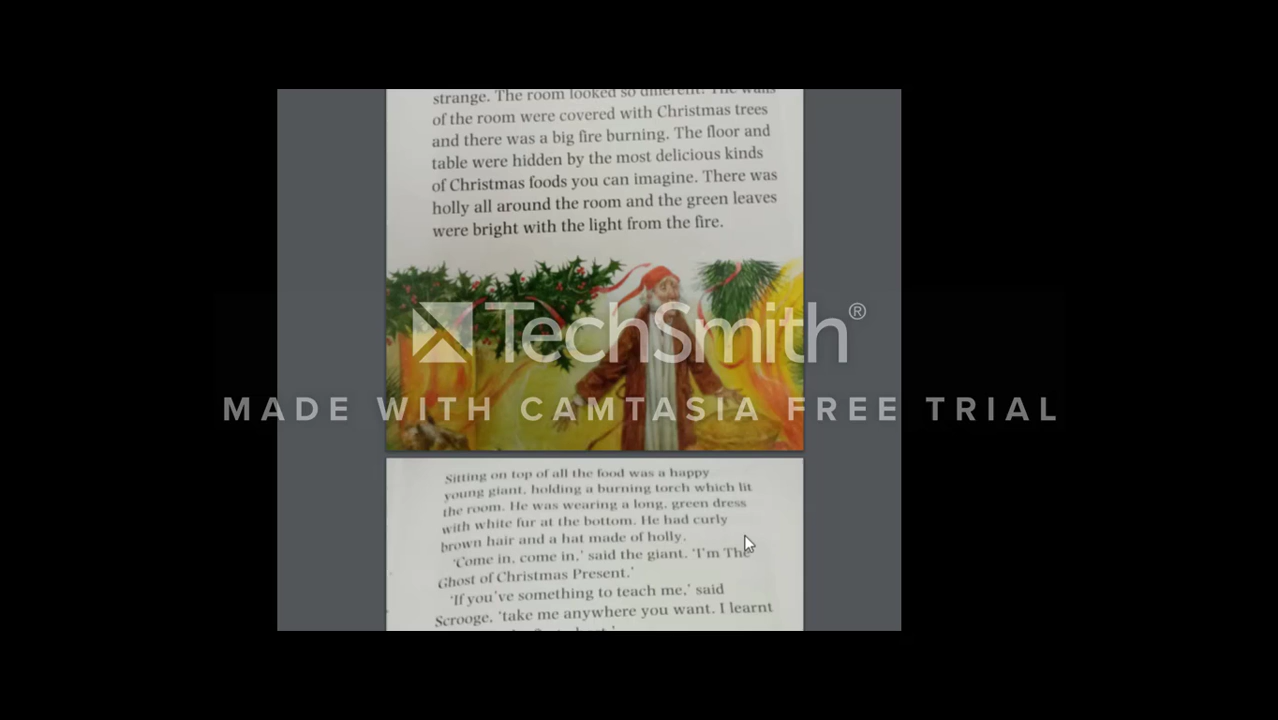 strange. The room looked so different! The walls
of the room were covered with Christmas trees
and there was a big fire burning. The floor and
table were hidden by the most delicious kinds
of Christmas foods you can imagine. There was
holly all around the room and the green leaves
were bright with the light from the fire.
TechSmith®
MADE WITH CAMTASIA FREE TRIAL
Sitting on top of all the food was a happy
young giant, holding a burning torch which lit
the room. He was wearing a long, green dress
with white fur at the bottom. He had curly
brown hair and a hat made of holly.
'Come in, come in,' said the giant. 'I'm The
Ghost of Christmas Present.'
'If you've something to teach me,' said
Scrooge, 'take me anywhere you want. I learnt